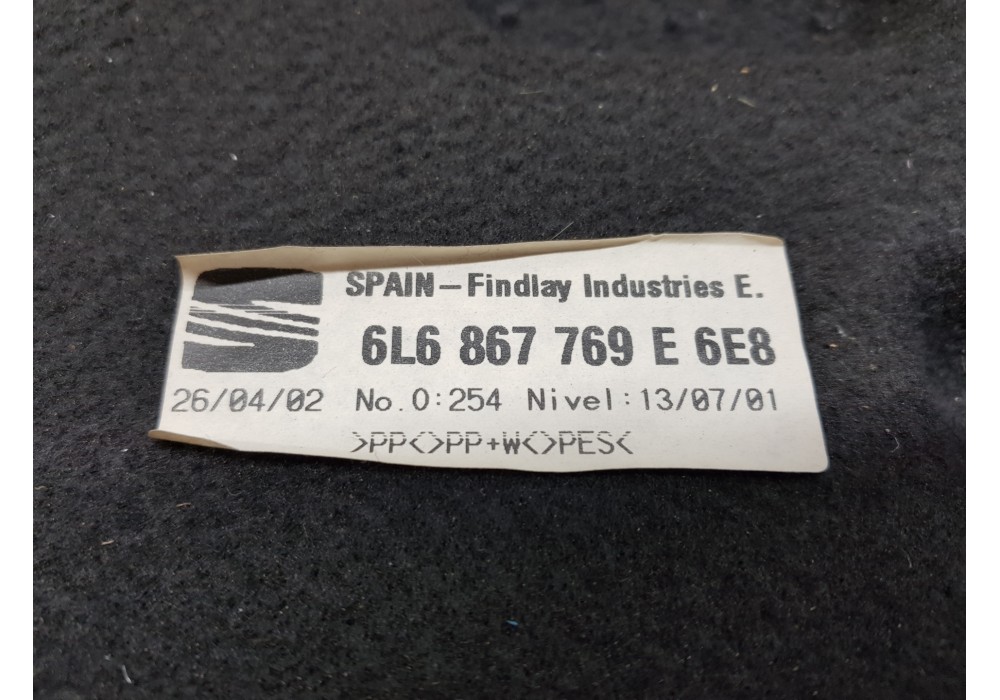 SPAIN-Findlay Industries E.
6L6 867 769 E 6E8
26/04/02 No.O:254 Nivel:13/07/01
>PP<>PP+W<>PES<